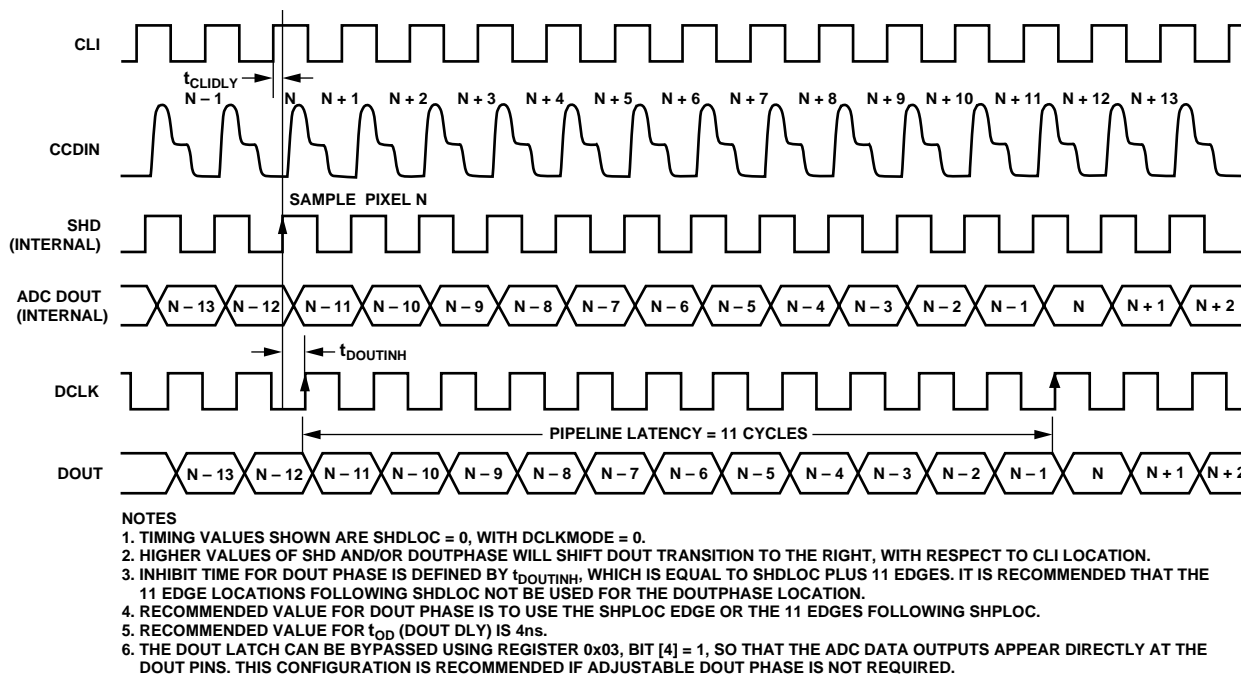 CLI
tCLIDLY
N – 1 N N + 1 N + 2 N + 3 N + 4 N + 5 N + 6 N + 7 N + 8 N + 9 N + 10 N + 11 N + 12 N + 13
CCDIN
SAMPLE PIXEL N
SHD
(INTERNAL)
ADC DOUT
(INTERNAL)
N – 13 N – 12 N – 11 N – 10 N – 9 N – 8 N – 7 N – 6 N – 5 N – 4 N – 3 N – 2 N – 1 N N + 1 N + 2
tDOUTINH
DCLK
PIPELINE LATENCY = 11 CYCLES
DOUT
N – 13 N – 12 N – 11 N – 10 N – 9 N – 8 N – 7 N – 6 N – 5 N – 4 N – 3 N – 2 N – 1 N N + 1 N + 2
NOTES
1. TIMING VALUES SHOWN ARE SHDLOC = 0, WITH DCLKMODE = 0.
2. HIGHER VALUES OF SHD AND/OR DOUTPHASE WILL SHIFT DOUT TRANSITION TO THE RIGHT, WITH RESPECT TO CLI LOCATION.
3. INHIBIT TIME FOR DOUT PHASE IS DEFINED BY tDOUTINH, WHICH IS EQUAL TO SHDLOC PLUS 11 EDGES. IT IS RECOMMENDED THAT THE
11 EDGE LOCATIONS FOLLOWING SHDLOC NOT BE USED FOR THE DOUTPHASE LOCATION.
4. RECOMMENDED VALUE FOR DOUT PHASE IS TO USE THE SHPLOC EDGE OR THE 11 EDGES FOLLOWING SHPLOC.
5. RECOMMENDED VALUE FOR tOD (DOUT DLY) IS 4ns.
6. THE DOUT LATCH CAN BE BYPASSED USING REGISTER 0x03, BIT [4] = 1, SO THAT THE ADC DATA OUTPUTS APPEAR DIRECTLY AT THE
DOUT PINS. THIS CONFIGURATION IS RECOMMENDED IF ADJUSTABLE DOUT PHASE IS NOT REQUIRED.